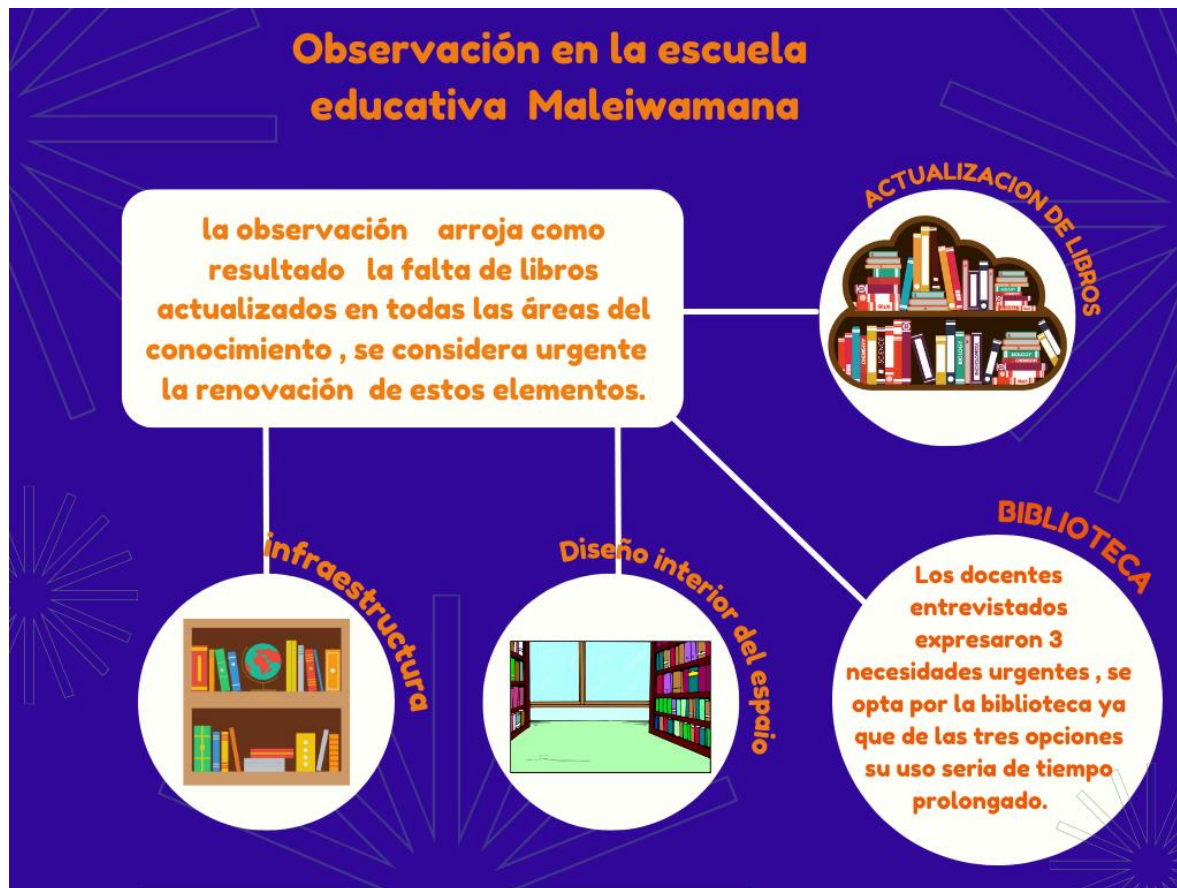 Observación en la escuela
educativa Maleiwamana
la observación arroja como
resultado la falta de libros
actualizados en todas las áreas del
conocimiento , se considera urgente
la renovación de estos elementos.
ACTUALIZACION DE LIBROS
infraestructura
Diseño interior del espaio
BIBLIOTECA
Los docentes
entrevistados
expresaron 3
necesidades urgentes , se
opta por la biblioteca ya
que de las tres opciones
su uso seria de tiempo
prolongado.